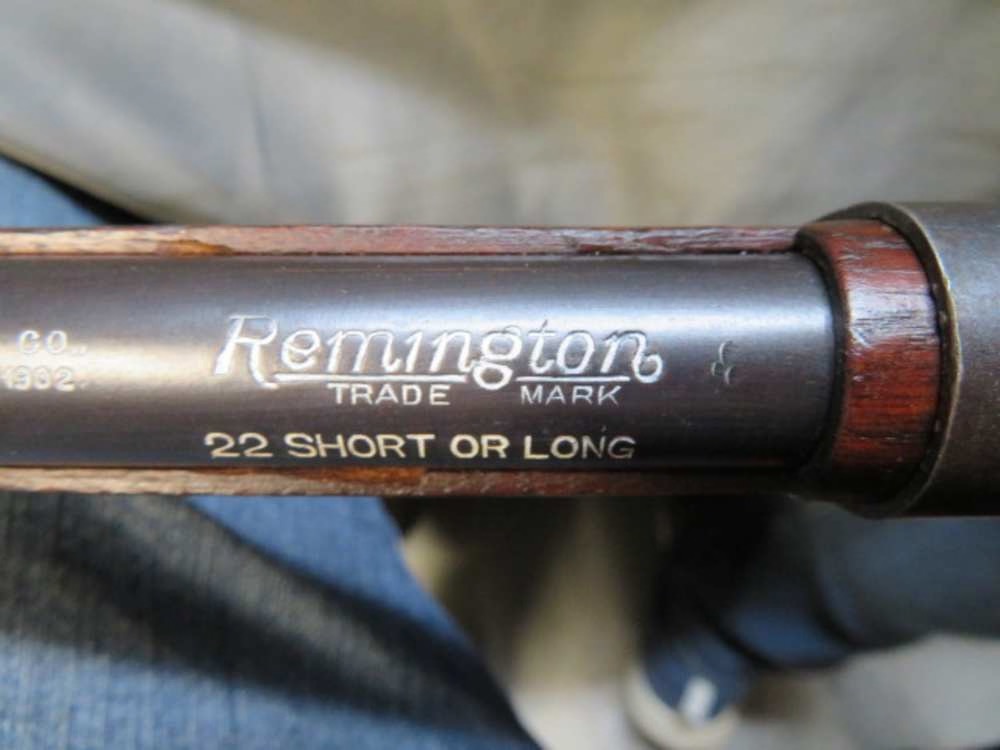 CO.
1902.
Remington
TRADE MARK
22 SHORT OR LONG